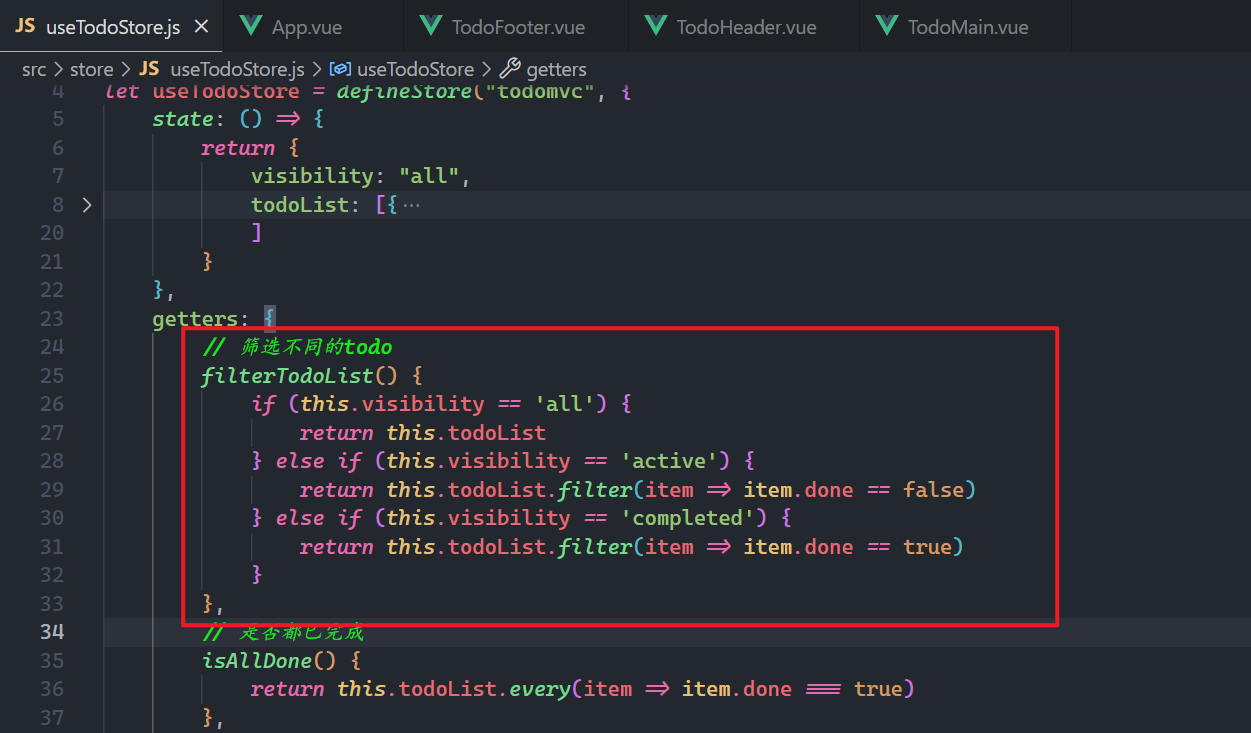 JS useTodoStore.js × App.vue TodoFooter.vue TodoHeader.vue TodoMain.vue
src > store > JS useTodoStore.js > useTodoStore > getters
4 let useTodoStore = defineStore("todomvc", {
5 state: () => {
6 return {
7 visibility: "all",
8 > todoList: [{ ···
20 ]
21 }
22 },
23 getters: {
24 // 筛选不同的todo
25 filterTodoList() {
26 if (this.visibility == 'all') {
27 return this.todoList
28 } else if (this.visibility == 'active') {
29 return this.todoList.filter(item => item.done == false)
30 } else if (this.visibility == 'completed') {
31 return this.todoList.filter(item => item.done == true)
32 }
33 },
34 // 是否都已完成
35 isAllDone() {
36 return this.todoList.every(item => item.done === true)
37 },